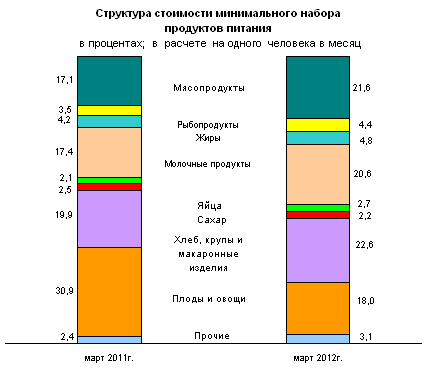 Структура стоимости минимального набора
продуктов питания
в процентах; в расчете на одного человека в месяц
17,1 Мясопродукты 21,6
3,5 Рыбопродукты 4,4
4,2 Жиры 4,8
17,4 Молочные продукты 20,6
2,1 Яйца 2,7
2,5 Сахар 2,2
19,9 Хлеб, крупы и 22,6
макаронные
изделия
30,9 Плоды и овощи 18,0
2,4 Прочие 3,1
март 2011г. март 2012г.